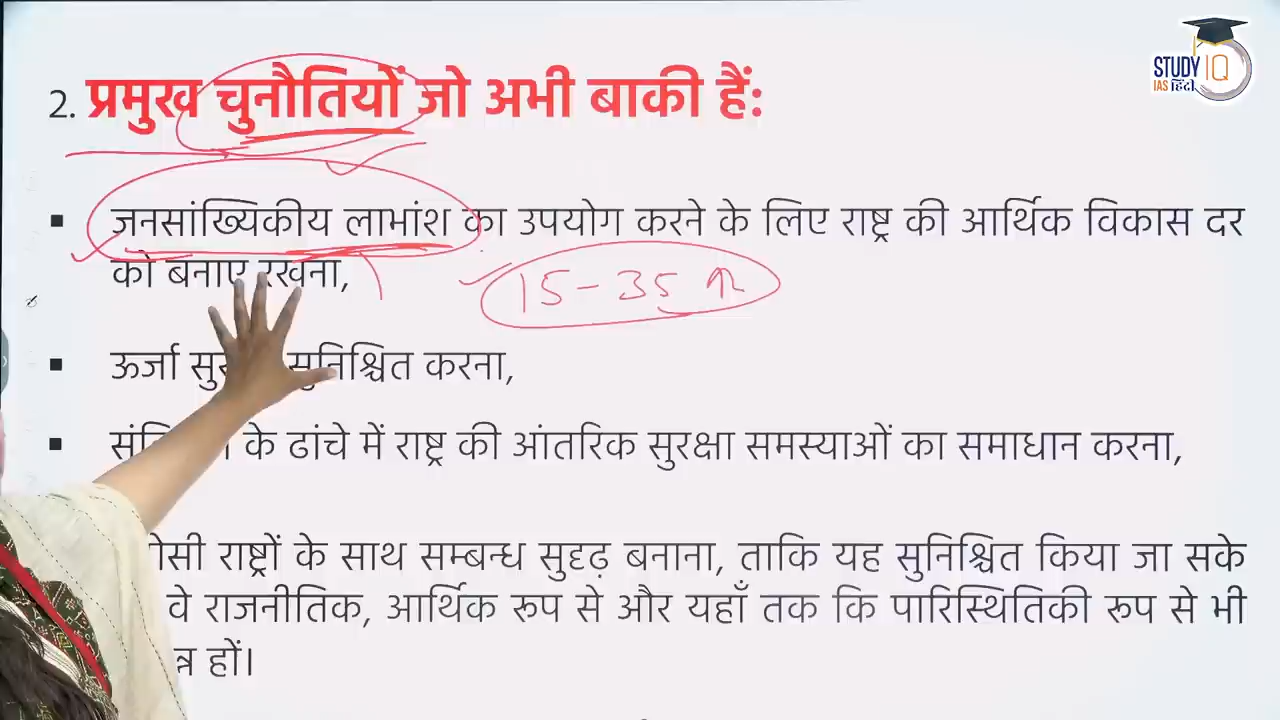 STUDY IQ
IAS हिंदी
2. प्रमुख चुनौतियों जो अभी बाकी हैं:
▪ जनसांख्यिकीय लाभांश का उपयोग करने के लिए राष्ट्र की आर्थिक विकास दर
को बनाए रखना,
15-35 ↑
▪ ऊर्जा सुनिश्चित करना,
▪ के ढांचे में राष्ट्र की आंतरिक सुरक्षा समस्याओं का समाधान करना,
राष्ट्रों के साथ सम्बन्ध सुदृढ़ बनाना, ताकि यह सुनिश्चित किया जा सके
वे राजनीतिक, आर्थिक रूप से और यहाँ तक कि पारिस्थितिकी रूप से भी
हों।